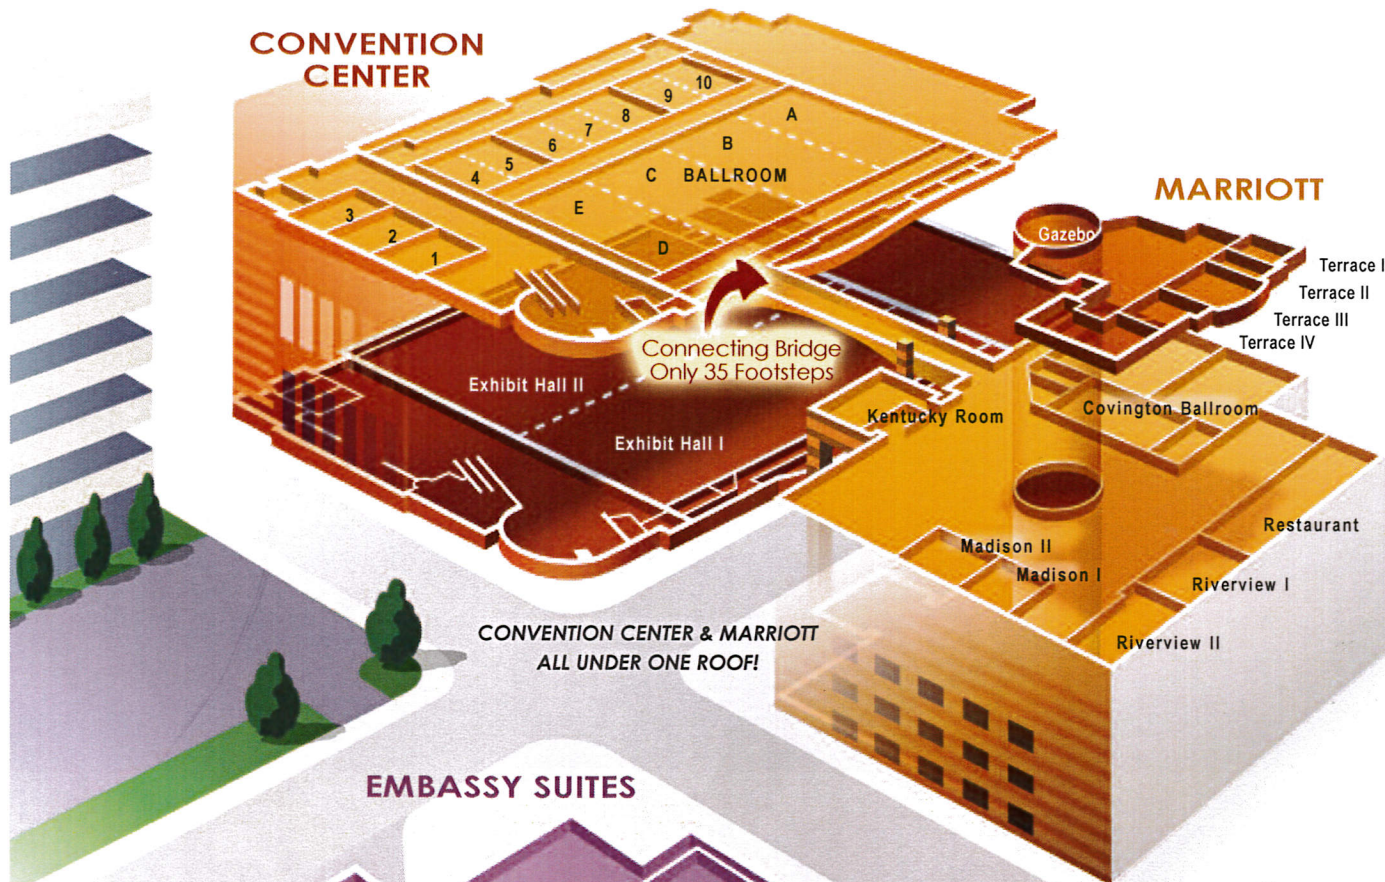 CONVENTION
CENTER
10
9
8
7
6
5
4
3
2
1
A
B
C BALLROOM
E
D
MARRIOTT
Gazebo
Terrace I
Terrace II
Terrace III
Terrace IV
Connecting Bridge
Only 35 Footsteps
Exhibit Hall II
Exhibit Hall I
Kentucky Room
Covington Ballroom
Restaurant
Madison II
Madison I
Riverview I
Riverview II
CONVENTION CENTER & MARRIOTT
ALL UNDER ONE ROOF!
EMBASSY SUITES